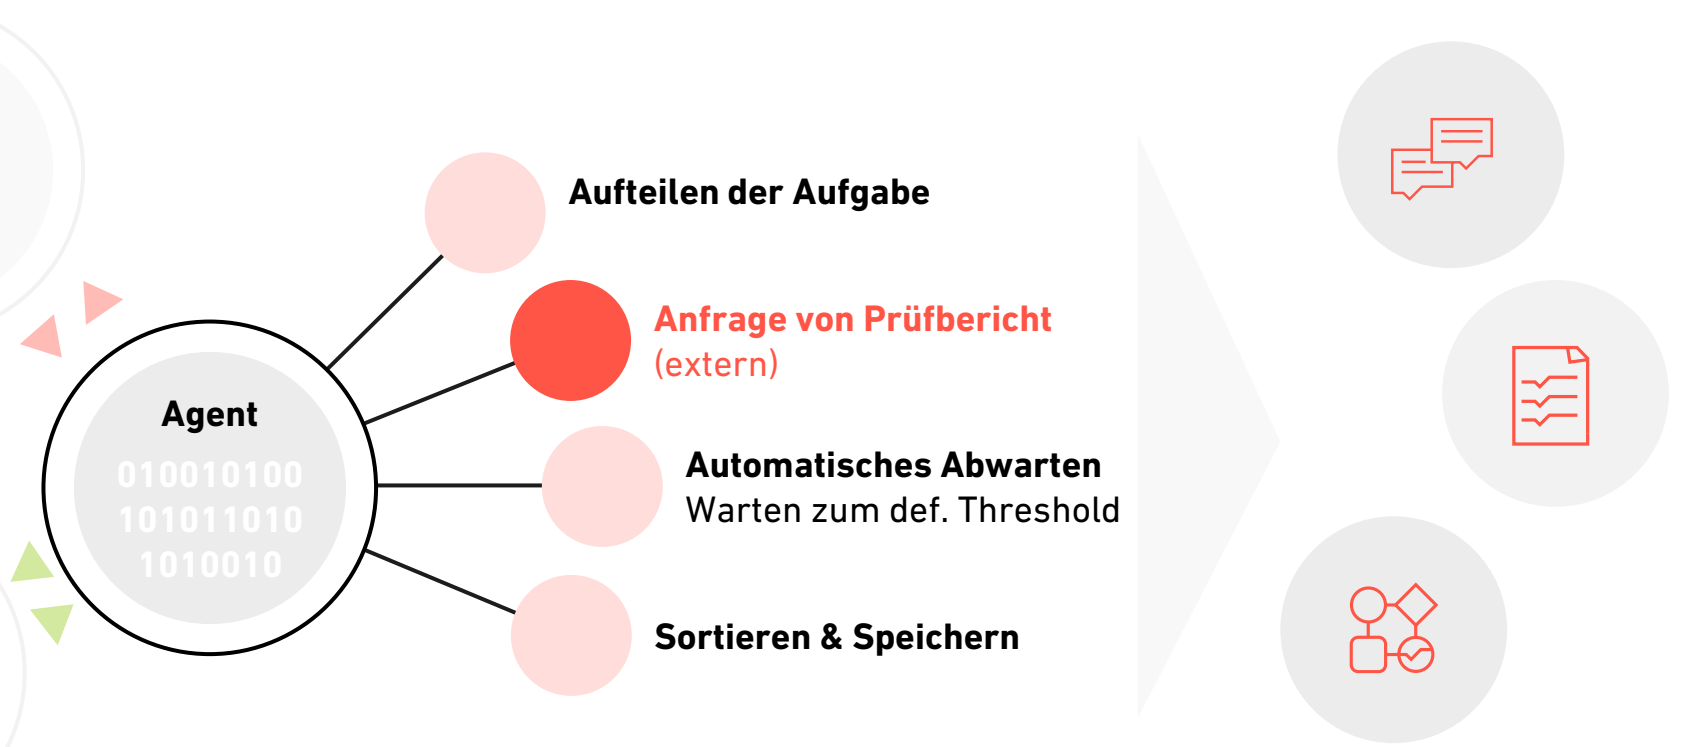 Aufteilen der Aufgabe
Anfrage von Prüfbericht
(extern)
Agent
010010100
101011010
1010010
Automatisches Abwarten
Warten zum def. Threshold
Sortieren & Speichern